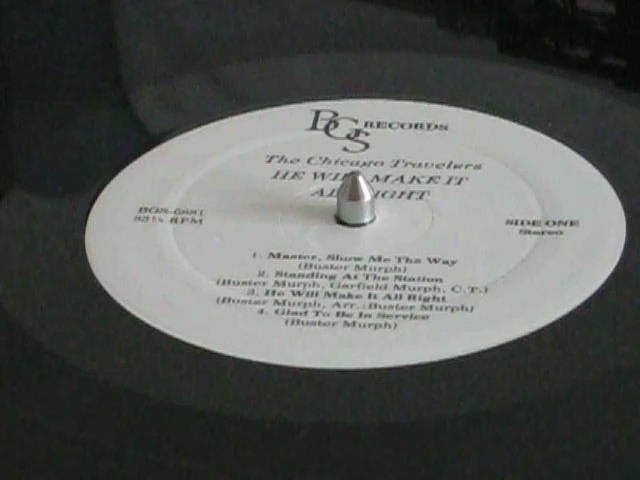 BGS RECORDS
The Chicago Travelers
HE WILL MAKE IT
ALL RIGHT
33⅓ RPM
SIDE ONE
Stereo
1. Master, Show Me The Way
(Buster Murph)
2. Standing At The Station
(Buster Murph, Garfield Murph, C.T.)
3. He Will Make It All Right
(Buster Murph, Arr.: Buster Murph)
4. Glad To Be In Service
(Buster Murph)